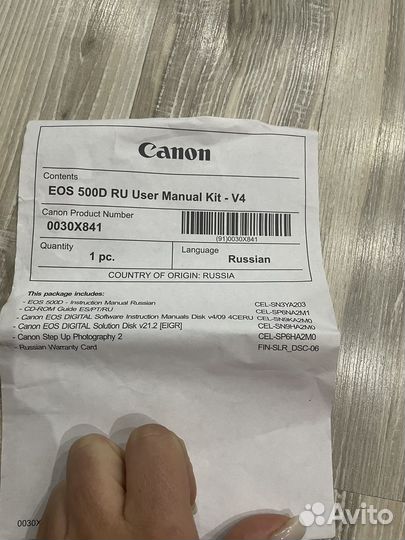 Canon
Contents
EOS 500D RU User Manual Kit - V4
Canon Product Number
0030X841
(91)0030X841
Quantity
1 pc.
Language
Russian
COUNTRY OF ORIGIN: RUSSIA
This package includes:
- EOS 500D - Instruction Manual Russian CEL-SN3YA203
- CD-ROM Guide ES/PT/RU CEL-SP6NA2M1
- Canon EOS DIGITAL Software Instruction Manuals Disk v4/09 4CERU CEL-SN9KA2M0
- Canon EOS DIGITAL Solution Disk v21.2 [EIGR] CEL-SN9HA2M0
- Canon Step Up Photography 2 CEL-SP6HA2M0
- Russian Warranty Card FIN-SLR_DSC-06
0030X
Avito